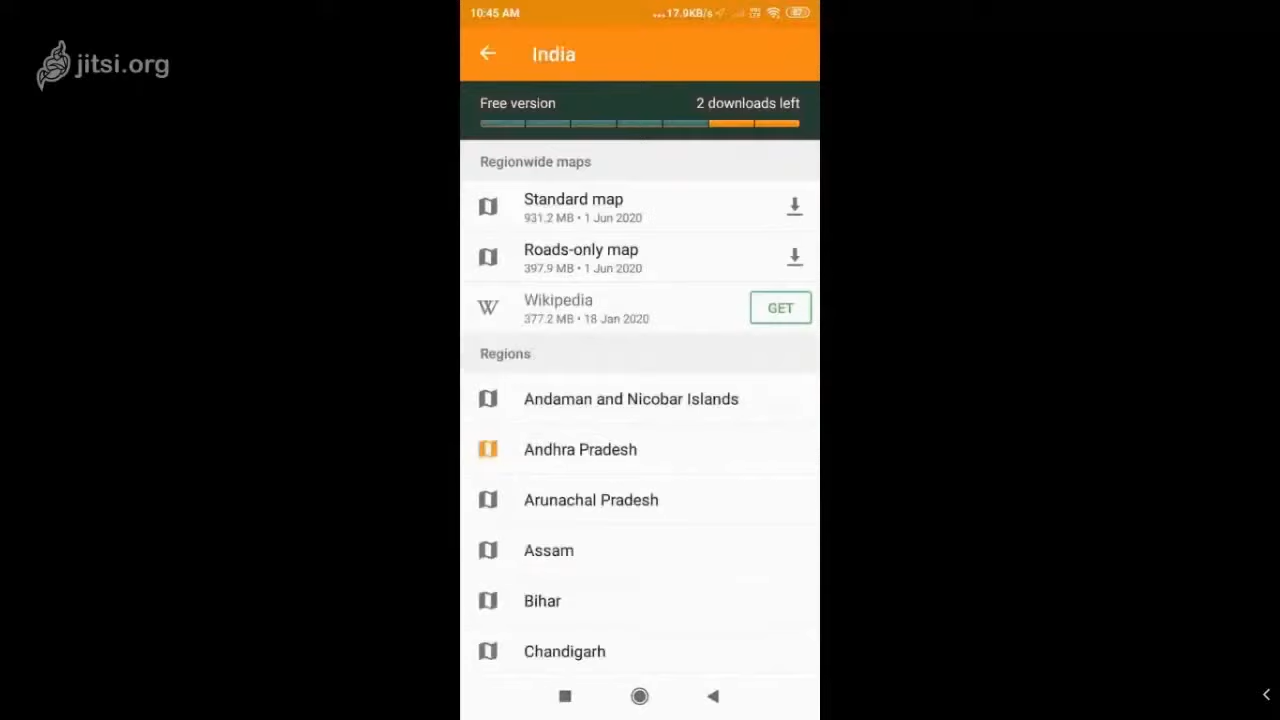 jitsi.org
10:45 AM
...17.9KB/s
India
Free version
2 downloads left
Regionwide maps
Standard map
931.2 MB • 1 Jun 2020
Roads-only map
397.9 MB • 1 Jun 2020
W Wikipedia
377.2 MB • 18 Jan 2020
GET
Regions
Andaman and Nicobar Islands
Andhra Pradesh
Arunachal Pradesh
Assam
Bihar
Chandigarh